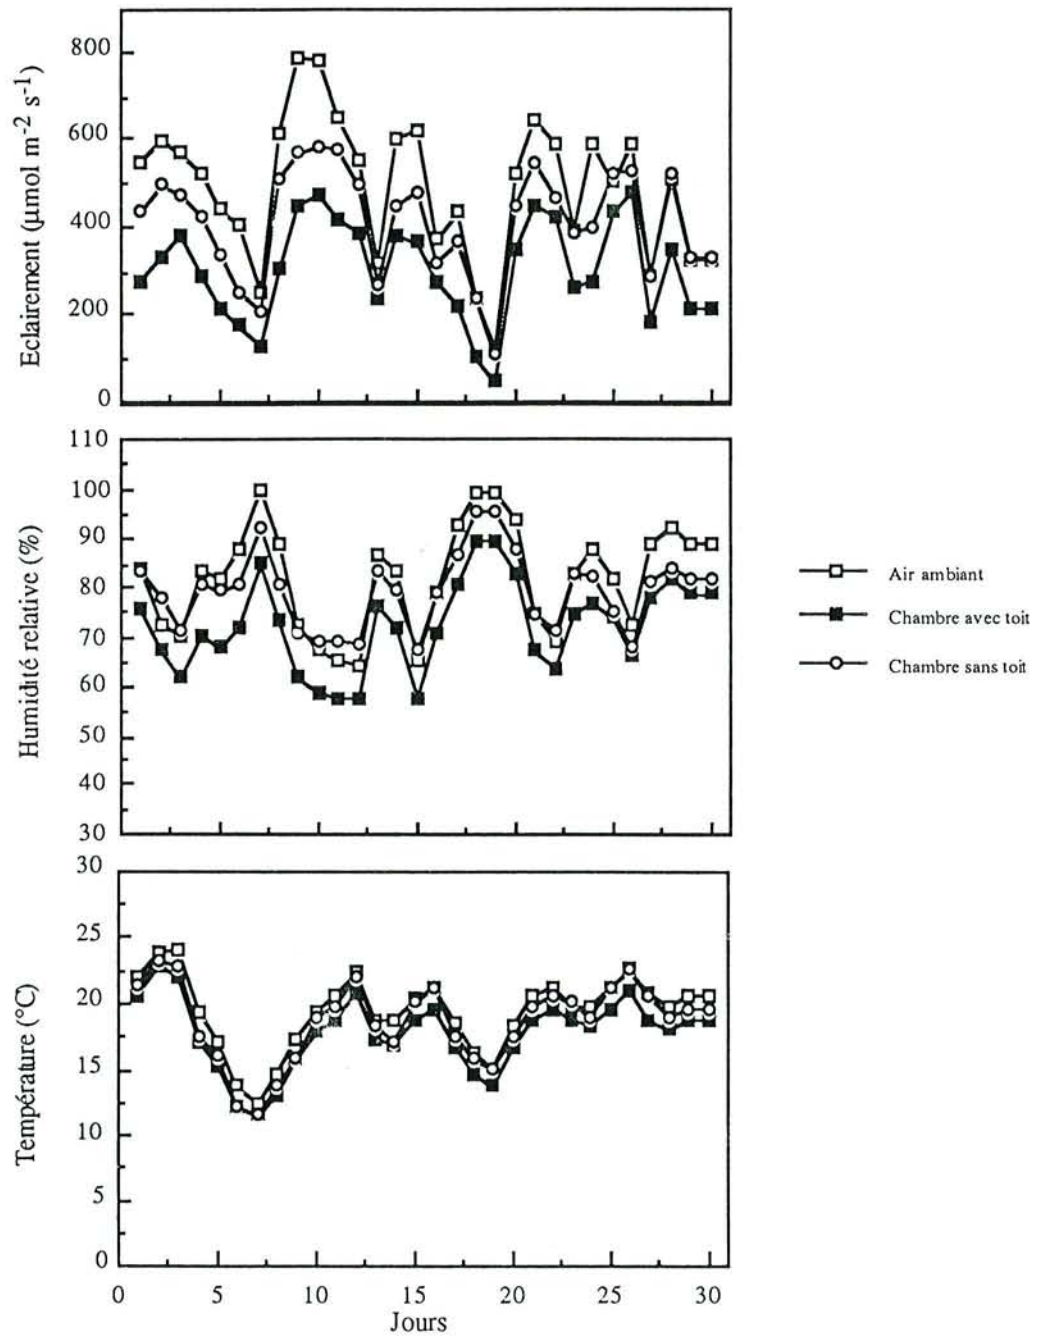 Eclairement (µmol m-2 s-1)
800
600
400
200
0
Humidité relative (%)
110
100
90
80
70
60
50
40
30
Air ambiant
Chambre avec toit
Chambre sans toit
Température (°C)
30
25
20
15
10
5
0
0 5 10 15 20 25 30
Jours